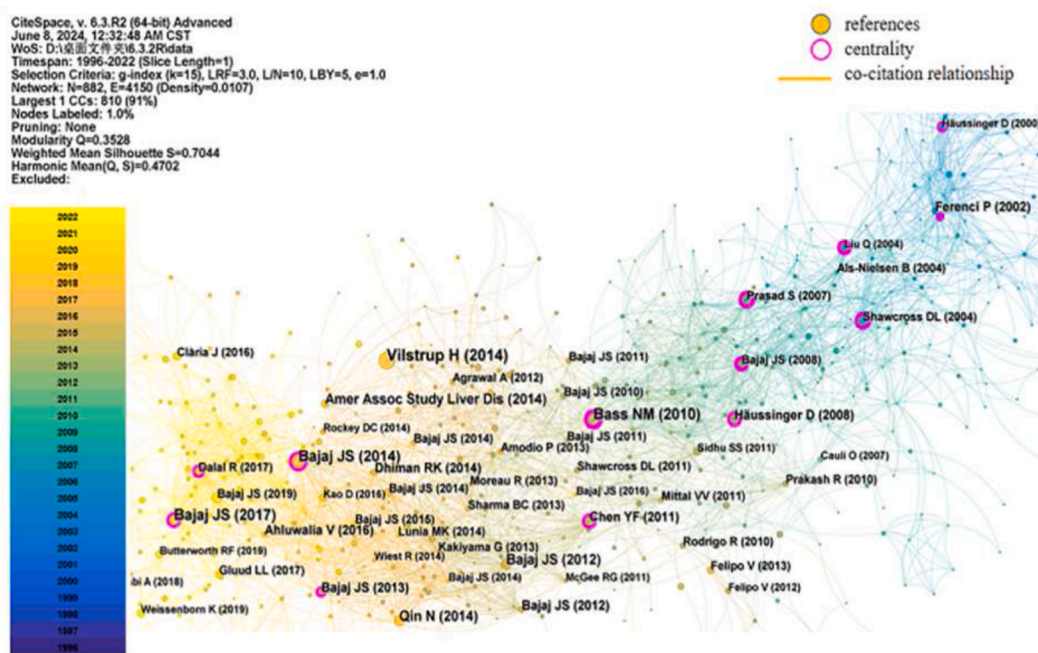 CiteSpace, v. 6.3.R2 (64-bit) Advanced
June 8, 2024, 12:32:48 AM CST
WoS: D:\桌面文件夹\6.3.2R\data
Timespan: 1996-2022 (Slice Length=1)
Selection Criteria: g-index (k=15), LRF=3.0, L/N=10, LBY=5, e=1.0
Network: N=882, E=4150 (Density=0.0107)
Largest 1 CCs: 810 (91%)
Nodes Labeled: 1.0%
Pruning: None
Modularity Q=0.3528
Weighted Mean Silhouette S=0.7044
Harmonic Mean(Q, S)=0.4702
Excluded:
references
centrality
co-citation relationship
2022
2021
2020
2019
2018
2017
2016
2015
2014
2013
2012
2011
2010
2009
2008
2007
2006
2005
2004
2003
2002
2001
2000
1999
1998
1997
1996
Häussinger D (2000)
Ferenci P (2002)
Liu Q (2004)
Als-Nielsen B (2004)
Prasad S (2007)
Shawcross DL (2004)
Clària J (2016)
Vilstrup H (2014)
Bajaj JS (2011)
Bajaj JS (2008)
Agrawal A (2012)
Bajaj JS (2010)
Amer Assoc Study Liver Dis (2014)
Bass NM (2010)
Häussinger D (2008)
Rockey DC (2014)
Bajaj JS (2014)
Bajaj JS (2011)
Amodio P (2013)
Sidhu SS (2011)
Bajaj JS (2014)
Cauli O (2007)
Dalal R (2017)
Dhiman RK (2014)
Shawcross DL (2011)
Moreau R (2013)
Prakash R (2010)
Bajaj JS (2019)
Kao D (2016)
Bajaj JS (2014)
Bajaj JS (2016)
Mittal VV (2011)
Sharma BC (2013)
Bajaj JS (2017)
Bajaj JS (2015)
Chen YF (2011)
Ahluwalia V (2016)
Lunia MK (2014)
Rodrigo R (2010)
Butterworth RF (2019)
Wiest R (2014)
Kakiyama G (2013)
Bajaj JS (2012)
Gluud LL (2017)
Felipo V (2013)
bi A (2018)
Bajaj JS (2014)
McGee RG (2011)
Bajaj JS (2013)
Felipo V (2012)
Weissenborn K (2019)
Qin N (2014)
Bajaj JS (2012)